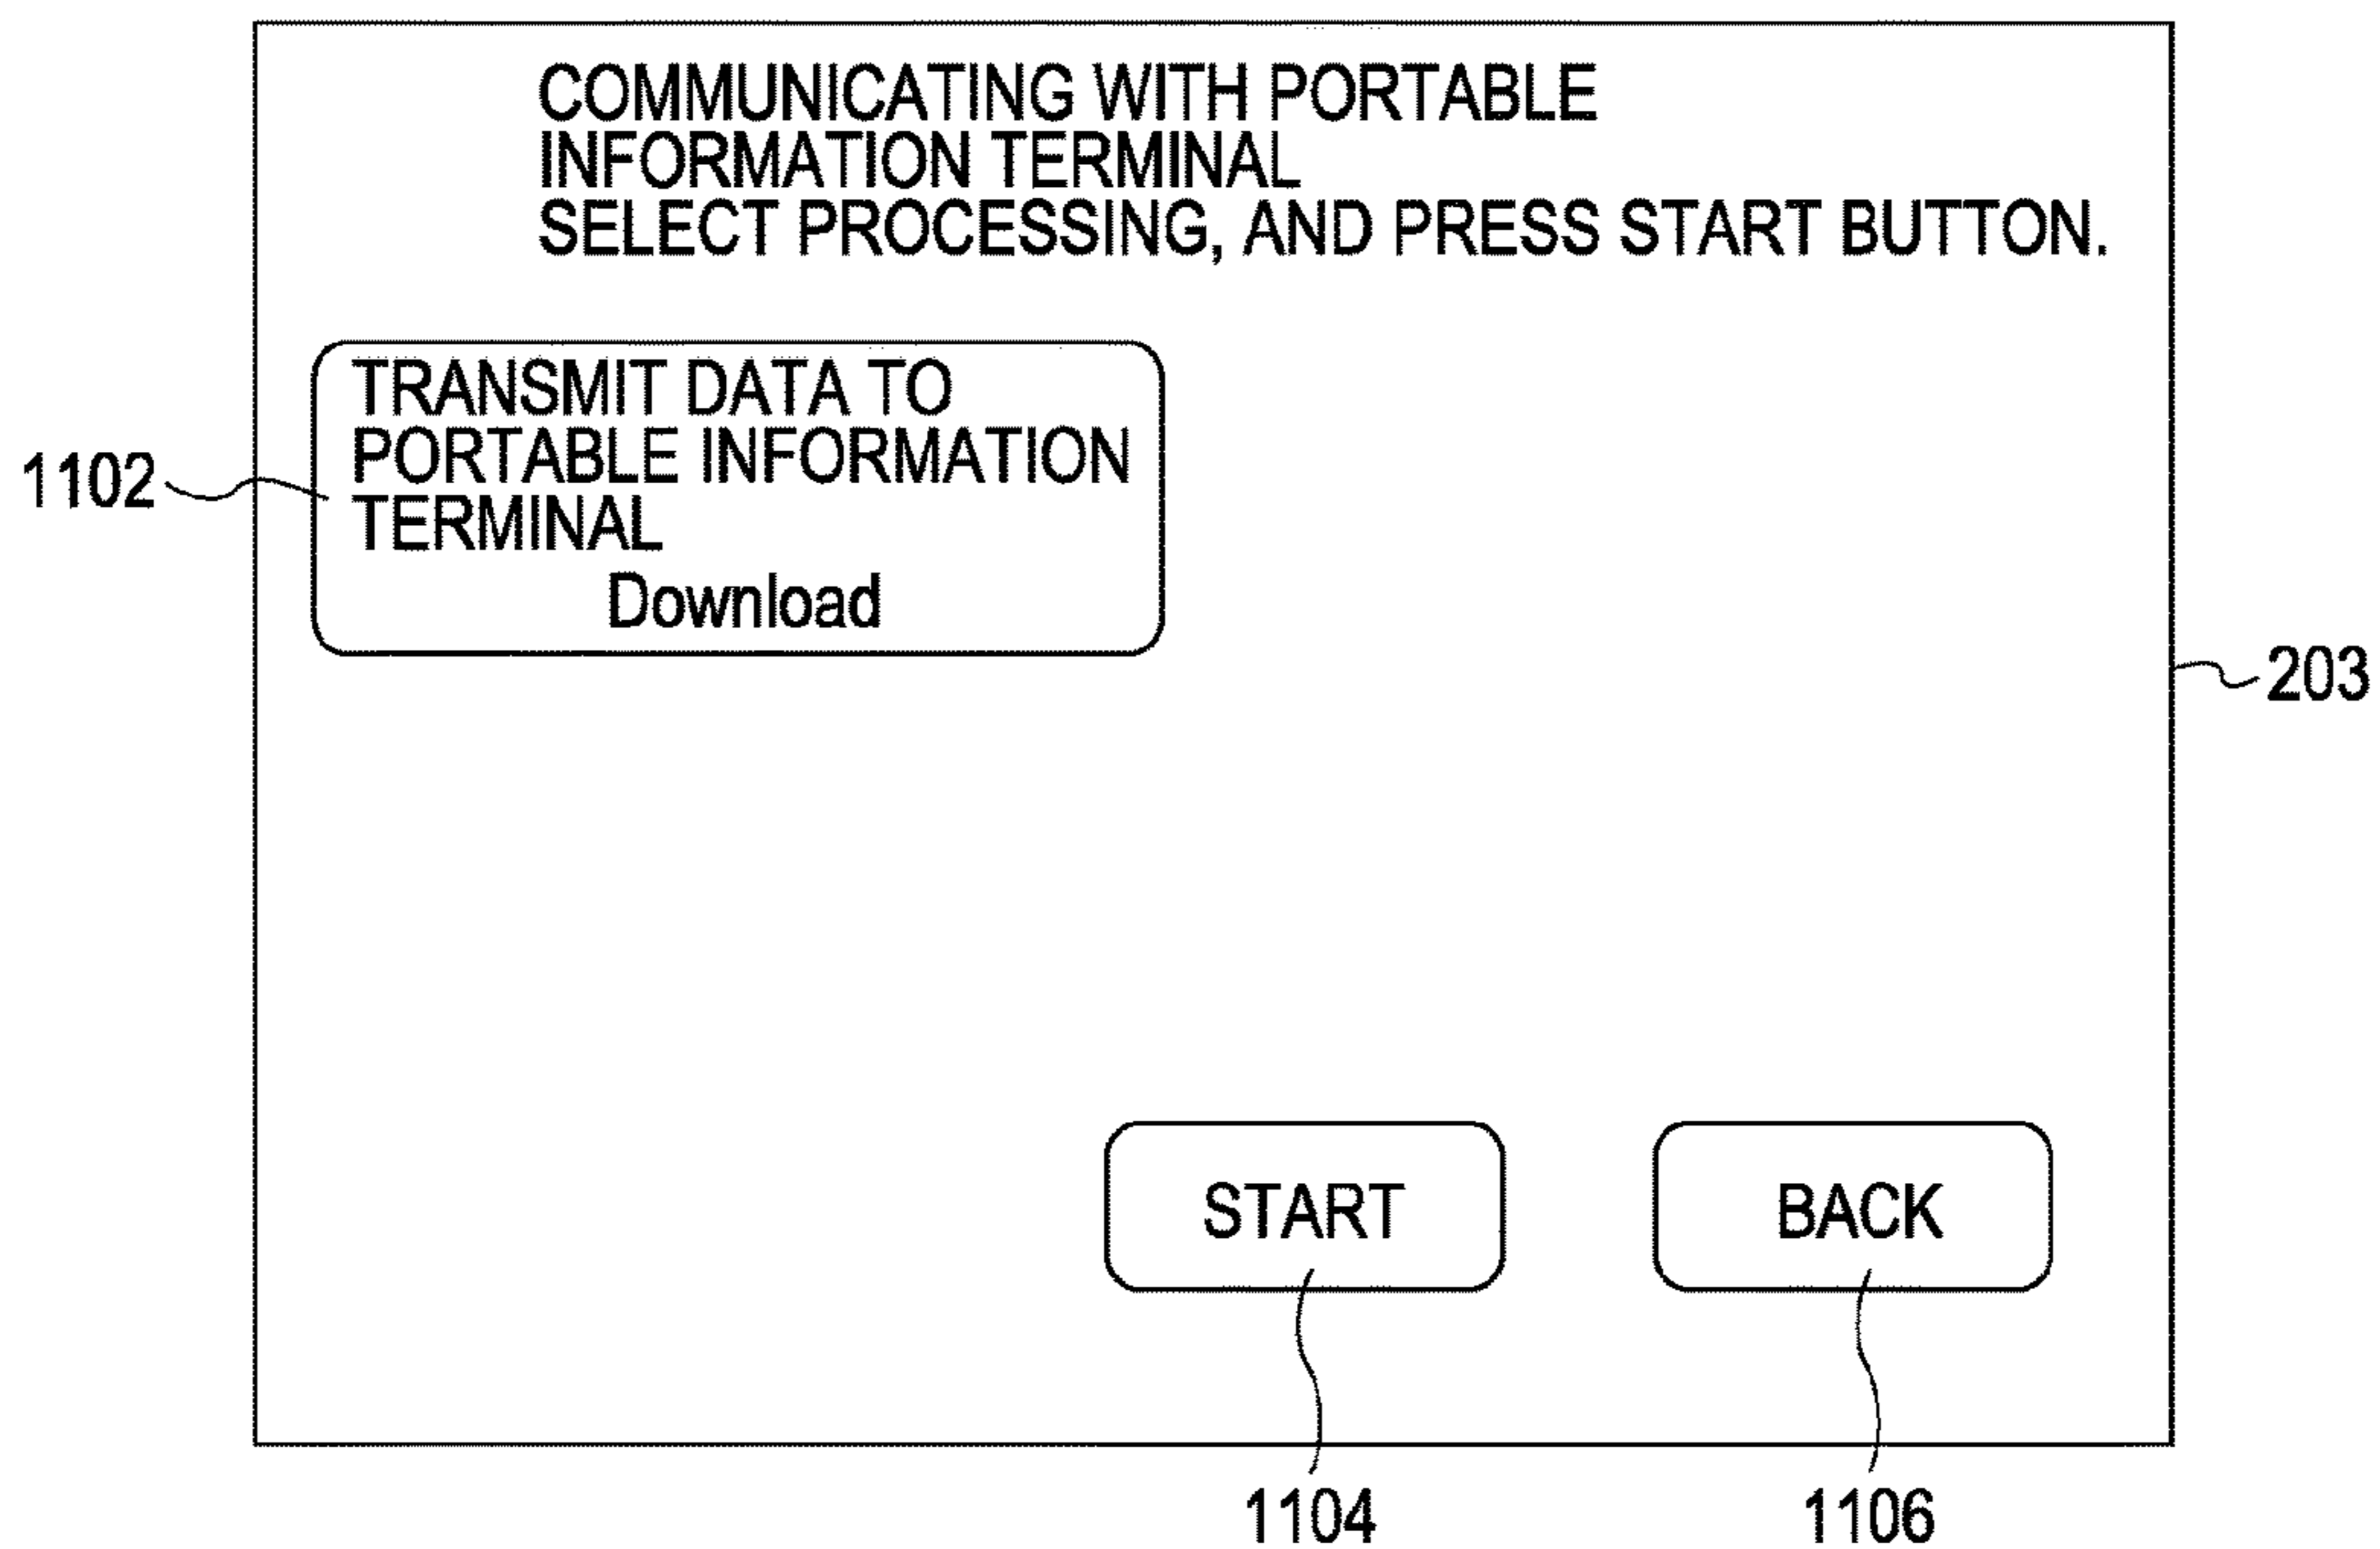 COMMUNICATING WITH PORTABLE
INFORMATION TERMINAL
SELECT PROCESSING, AND PRESS START BUTTON.
TRANSMIT DATA TO
PORTABLE INFORMATION
TERMINAL
Download
1102
203
START
BACK
1104
1106